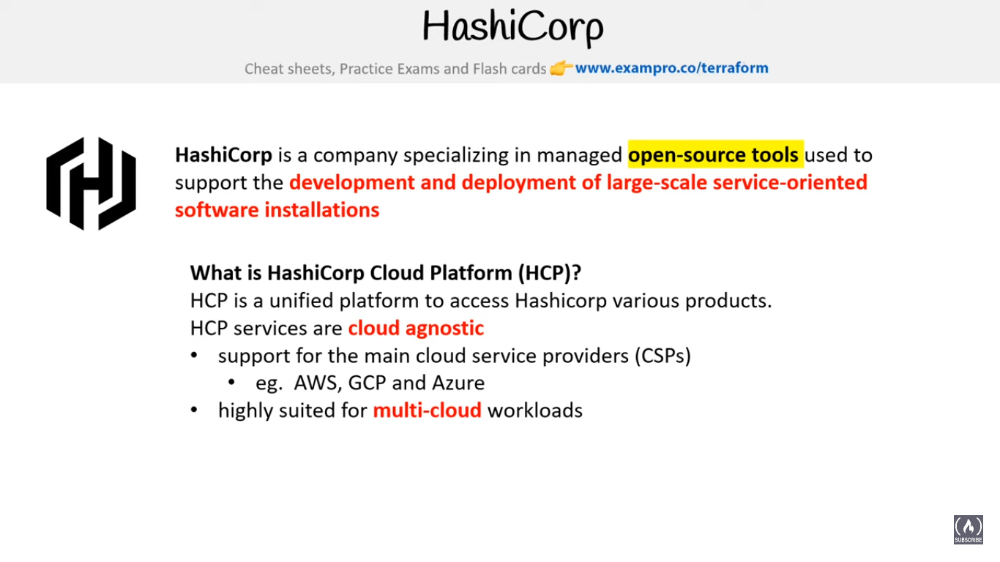 HashiCorp
Cheat sheets, Practice Exams and Flash cards 👉 www.exampro.co/terraform
HashiCorp is a company specializing in managed open-source tools used to
support the development and deployment of large-scale service-oriented
software installations
What is HashiCorp Cloud Platform (HCP)?
HCP is a unified platform to access Hashicorp various products.
HCP services are cloud agnostic
• support for the main cloud service providers (CSPs)
• eg. AWS, GCP and Azure
• highly suited for multi-cloud workloads
SUBSCRIBE